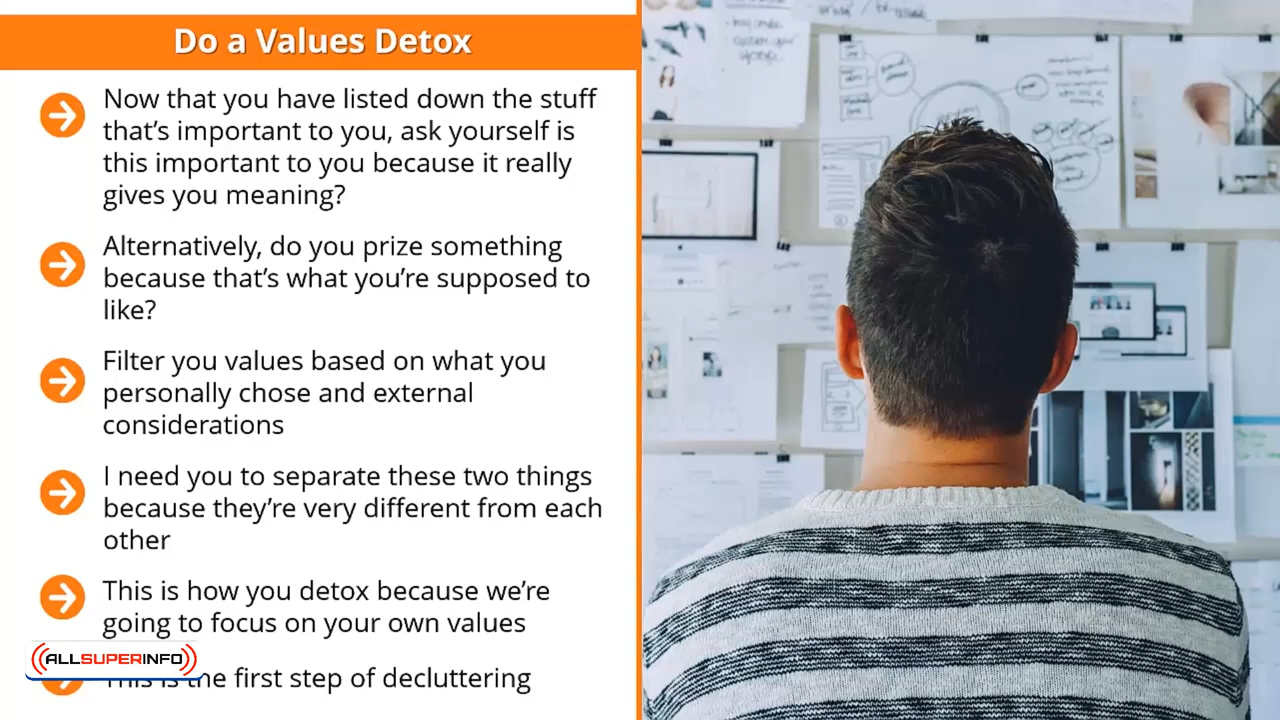 Do a Values Detox
Now that you have listed down the stuff
that's important to you, ask yourself is
this important to you because it really
gives you meaning?
Alternatively, do you prize something
because that's what you're supposed to
like?
Filter you values based on what you
personally chose and external
considerations
I need you to separate these two things
because they're very different from each
other
This is how you detox because we're
going to focus on your own values
This is the first step of decluttering
ALLSUPERINFO